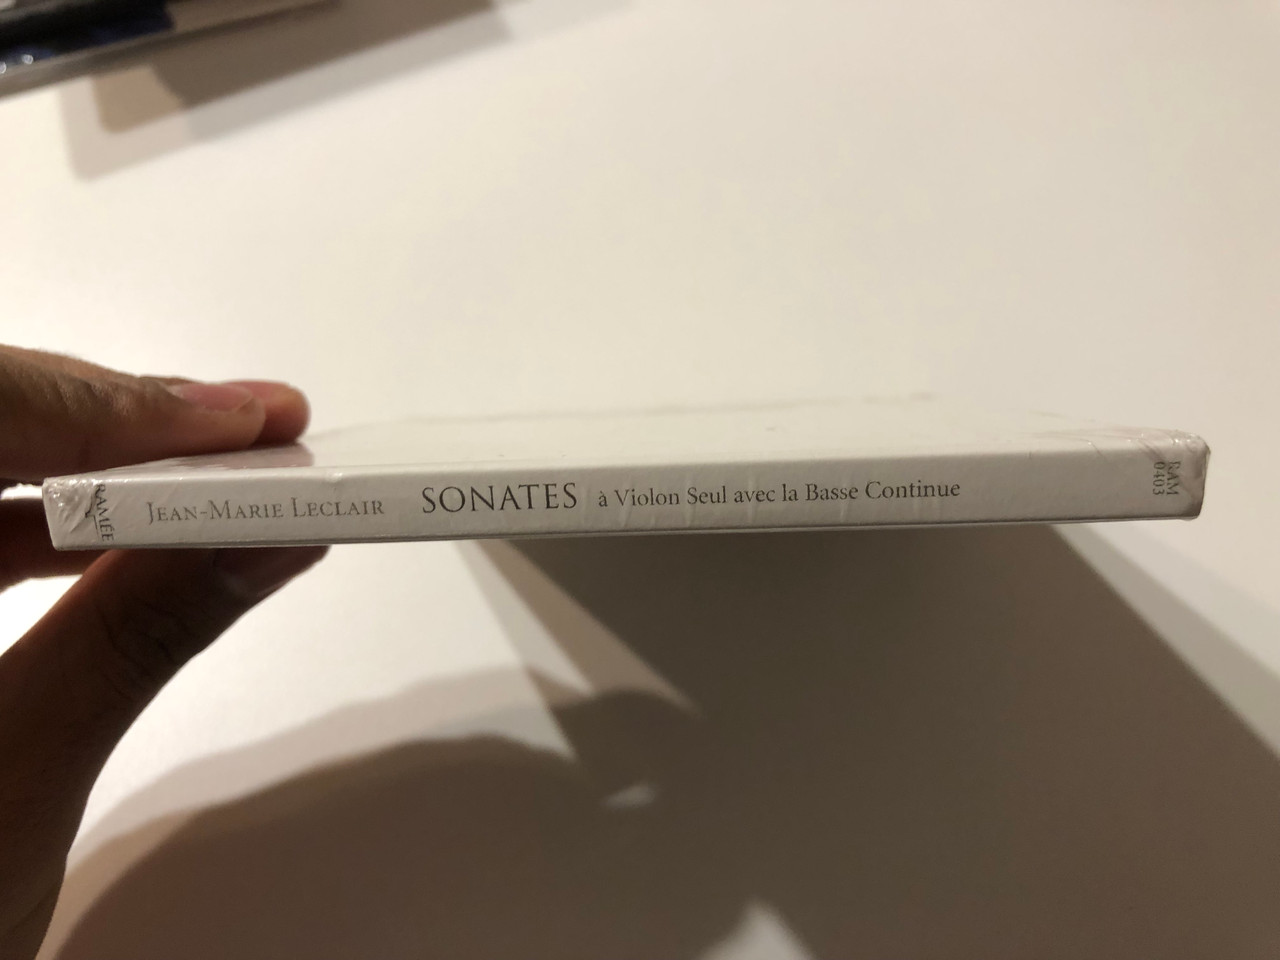 RAMÉE
JEAN-MARIE LECLAIR SONATES à Violon Seul avec la Basse Continue
RAM
0403